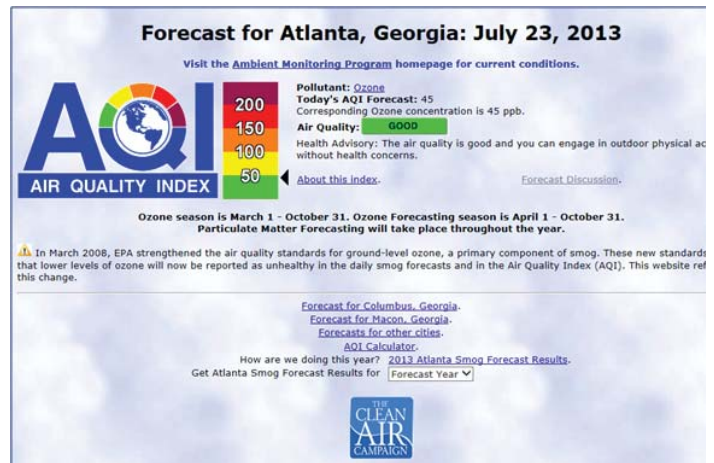 Forecast for Atlanta, Georgia: July 23, 2013
Visit the Ambient Monitoring Program homepage for current conditions.
AQI
AIR QUALITY INDEX
200
150
100
50
Pollutant: Ozone
Today's AQI Forecast: 45
Corresponding Ozone concentration is 45 ppb.
Air Quality: GOOD
Health Advisory: The air quality is good and you can engage in outdoor physical ac
without health concerns.
About this index. Forecast Discussion.
Ozone season is March 1 - October 31. Ozone Forecasting season is April 1 - October 31.
Particulate Matter Forecasting will take place throughout the year.
In March 2008, EPA strengthened the air quality standards for ground-level ozone, a primary component of smog. These new standards
that lower levels of ozone will now be reported as unhealthy in the daily smog forecasts and in the Air Quality Index (AQI). This website ref
this change.
Forecast for Columbus, Georgia.
Forecast for Macon, Georgia.
Forecasts for other cities.
AQI Calculator.
How are we doing this year? 2013 Atlanta Smog Forecast Results.
Get Atlanta Smog Forecast Results for Forecast Year
THE
CLEAN
AIR
CAMPAIGN